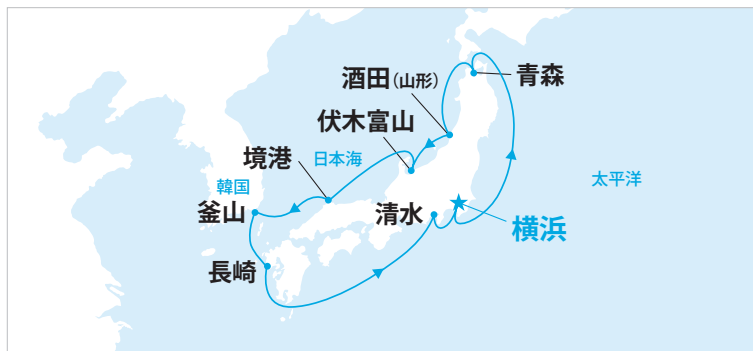 酒田(山形)
青森
伏木富山
境港
日本海
韓国
太平洋
釜山
清水
横浜
長崎